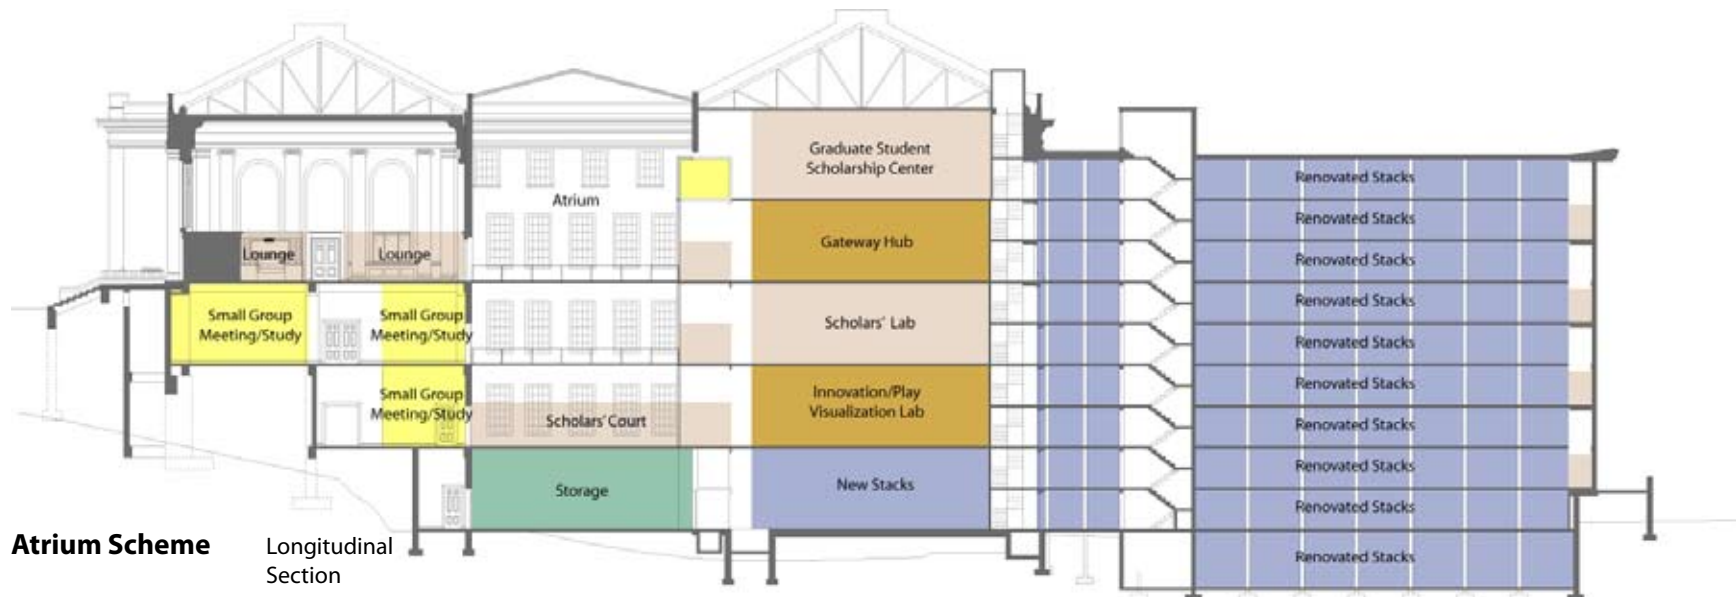 Graduate Student
Scholarship Center
Atrium
Gateway Hub
Lounge
Lounge
Small Group
Meeting/Study
Small Group
Meeting/Study
Scholars' Lab
Small Group
Meeting/Study
Scholars' Court
Innovation/Play
Visualization Lab
Storage
New Stacks
Renovated Stacks
Renovated Stacks
Renovated Stacks
Renovated Stacks
Renovated Stacks
Renovated Stacks
Renovated Stacks
Renovated Stacks
Renovated Stacks
Renovated Stacks
Atrium Scheme
Longitudinal
Section